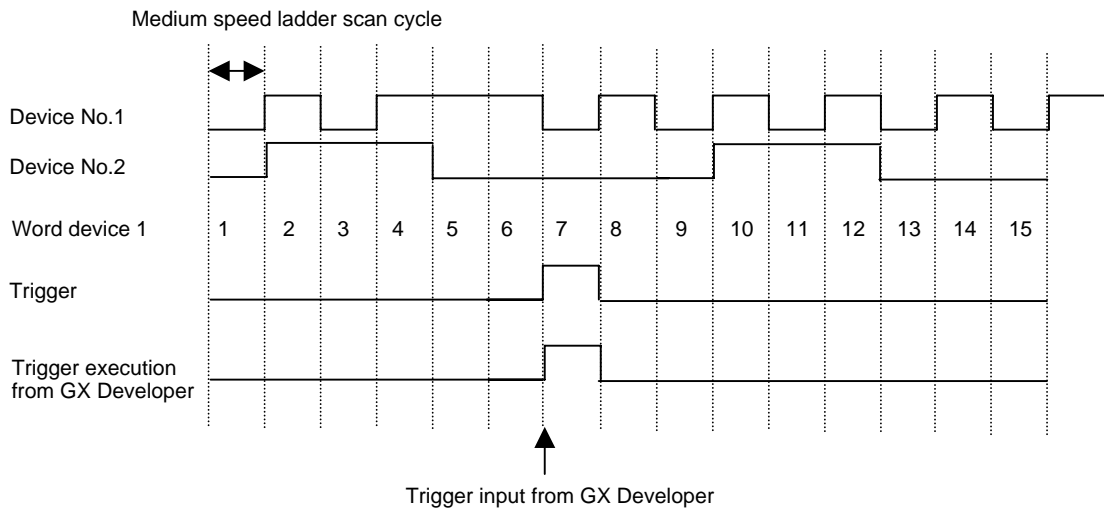 Medium speed ladder scan cycle
Device No.1
Device No.2
Word device 1 1 2 3 4 5 6 7 8 9 10 11 12 13 14 15
Trigger
Trigger execution
from GX Developer
Trigger input from GX Developer